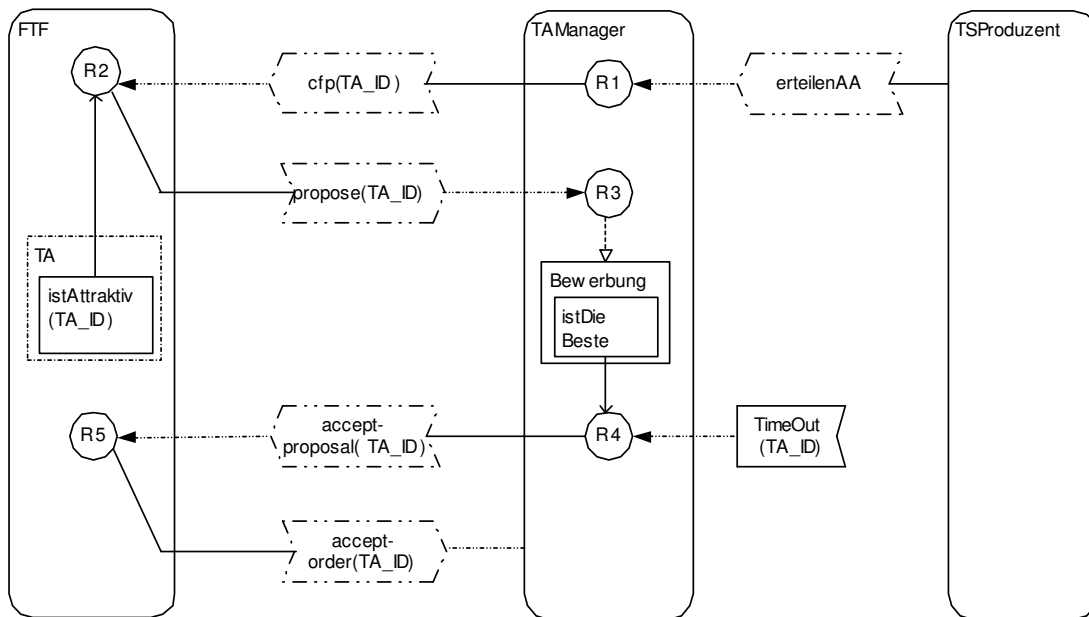 FTF
TAManager
TSProduzent
R2
cfp(TA_ID)
R1
erteilenAA
propose(TA_ID)
R3
TA
istAttraktiv
(TA_ID)
Bewerbung
istDie
Beste
R5
accept-
proposal( TA_ID)
R4
TimeOut
(TA_ID)
accept-
order(TA_ID)